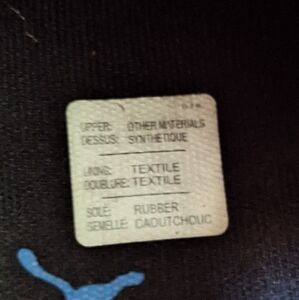 UPPER: OTHER MATERIALS
DESSUS: SYNTHETIQUE
LINING: TEXTILE
DOUBLURE: TEXTILE
SOLE: RUBBER
SEMELLE: CAOUTCHOUC